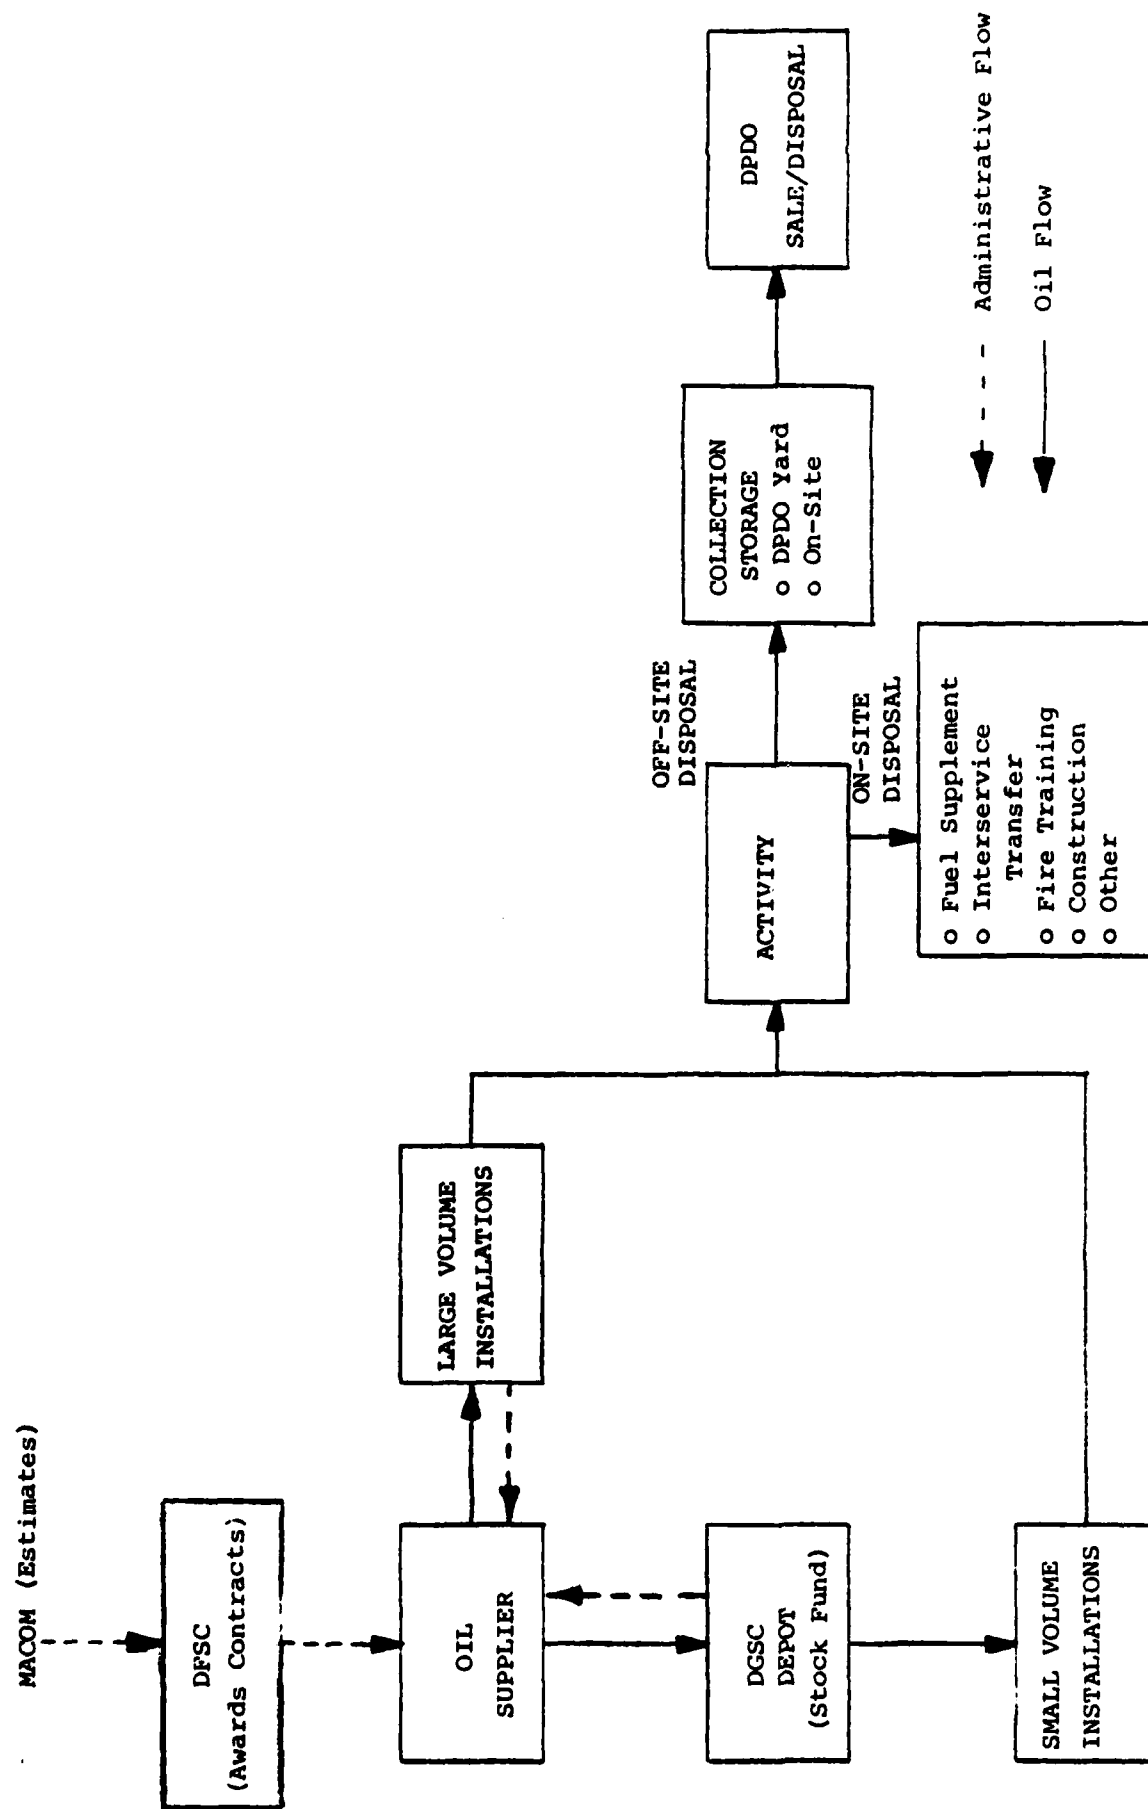 MACOM (Estimates)
DFSC
(Awards Contracts)
OIL
SUPPLIER
LARGE VOLUME
INSTALLATIONS
DGSC
DEPOT
(Stock Fund)
SMALL VOLUME
INSTALLATIONS
ACTIVITY
OFF-SITE
DISPOSAL
ON-SITE
DISPOSAL
COLLECTION
STORAGE
o DPDO Yard
o On-Site
DPDO
SALE/DISPOSAL
o Fuel Supplement
o Interservice
Transfer
o Fire Training
o Construction
o Other
Administrative Flow
Oil Flow